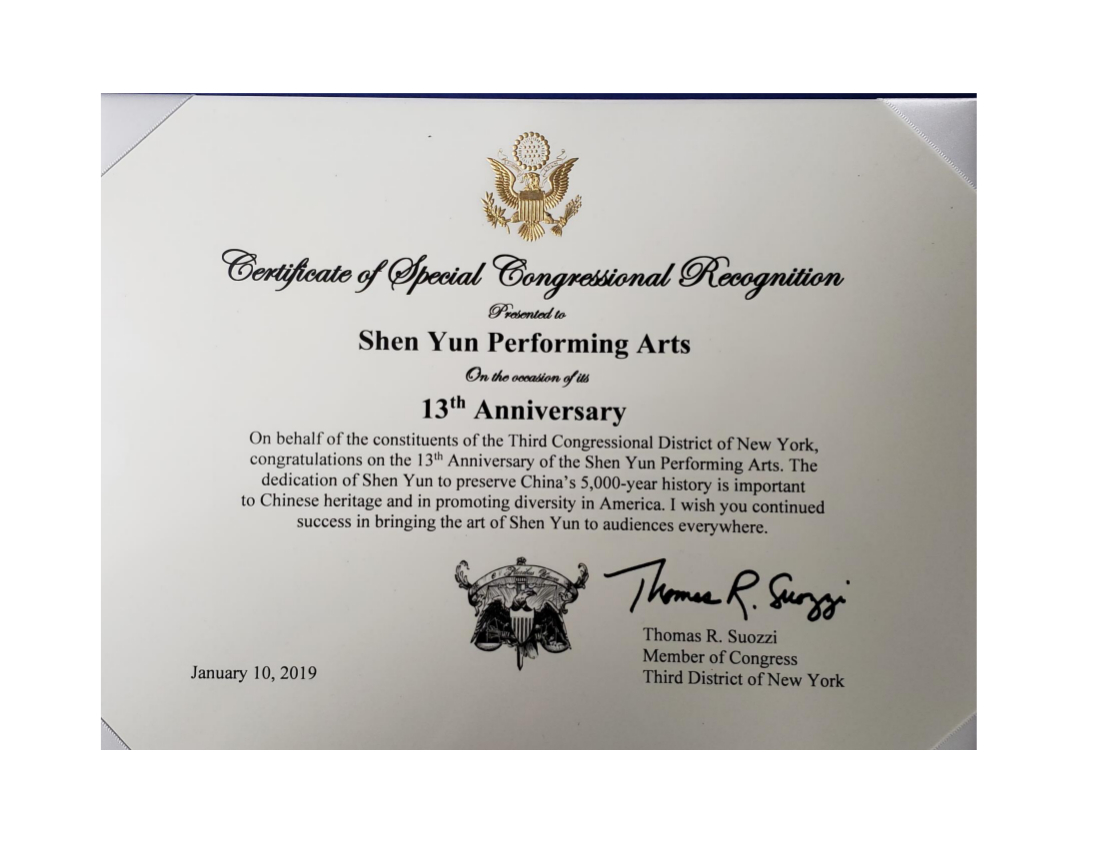 Certificate of Special Congressional Recognition
Presented to
Shen Yun Performing Arts
On the occasion of its
13th Anniversary
On behalf of the constituents of the Third Congressional District of New York,
congratulations on the 13th Anniversary of the Shen Yun Performing Arts. The
dedication of Shen Yun to preserve China's 5,000-year history is important
to Chinese heritage and in promoting diversity in America. I wish you continued
success in bringing the art of Shen Yun to audiences everywhere.
Thomas R. Suozzi
Thomas R. Suozzi
Member of Congress
Third District of New York
January 10, 2019